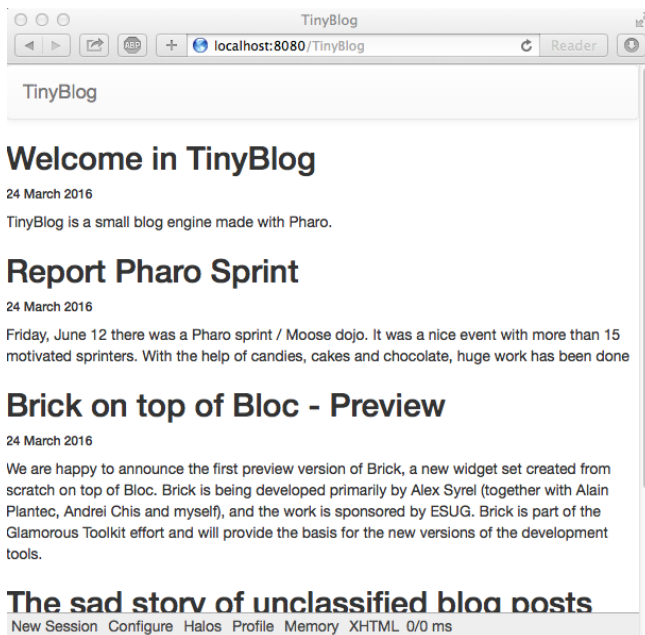 TinyBlog
ABP
localhost:8080/TinyBlog
Reader
TinyBlog
Welcome in TinyBlog
24 March 2016
TinyBlog is a small blog engine made with Pharo.
Report Pharo Sprint
24 March 2016
Friday, June 12 there was a Pharo sprint / Moose dojo. It was a nice event with more than 15
motivated sprinters. With the help of candies, cakes and chocolate, huge work has been done
Brick on top of Bloc - Preview
24 March 2016
We are happy to announce the first preview version of Brick, a new widget set created from
scratch on top of Bloc. Brick is being developed primarily by Alex Syrel (together with Alain
Plantec, Andrei Chis and myself), and the work is sponsored by ESUG. Brick is part of the
Glamorous Toolkit effort and will provide the basis for the new versions of the development
tools.
The sad story of unclassified blog posts
New Session Configure Halos Profile Memory XHTML 0/0 ms